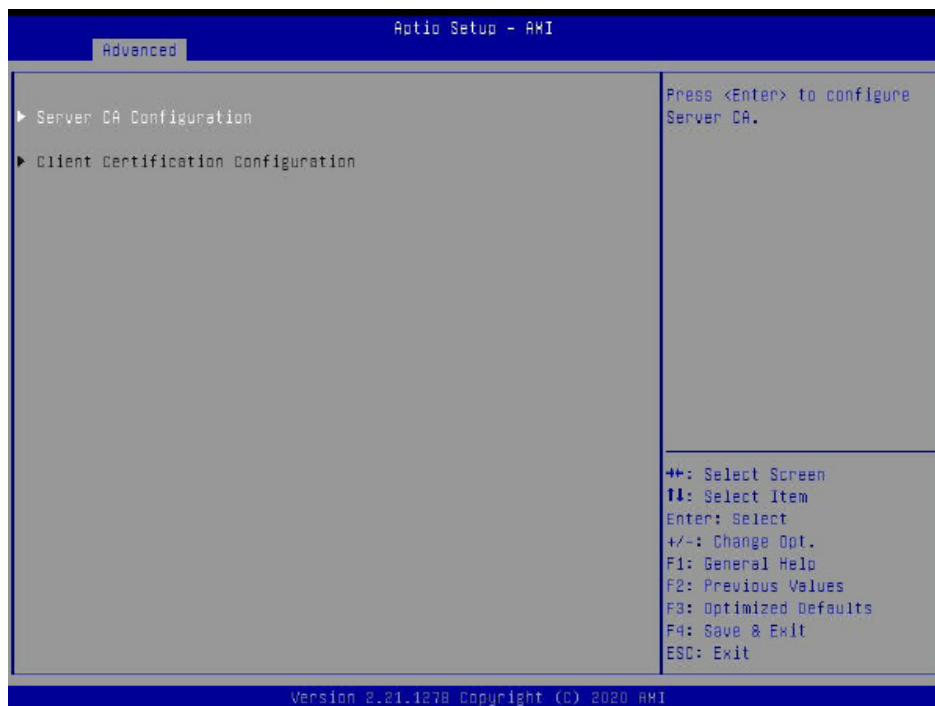 Aptio Setup - AMI
Advanced
Server CA Configuration
Client Certification Configuration
Press <Enter> to configure
Server CA.
→←: Select Screen
↑↓: Select Item
Enter: Select
+/-: Change Opt.
F1: General Help
F2: Previous Values
F3: Optimized Defaults
F4: Save & Exit
ESC: Exit
Version 2.21.1278 Copyright (C) 2020 AMI